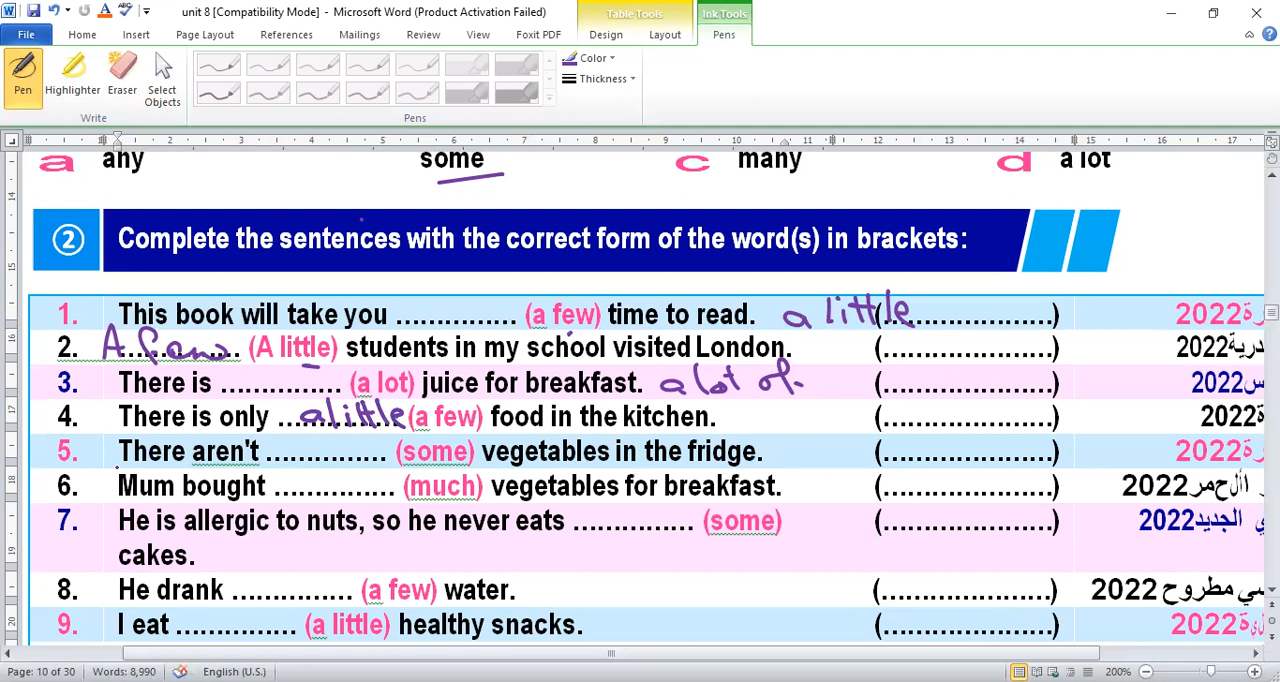 unit 8 [Compatibility Mode] - Microsoft Word (Product Activation Failed)
Table Tools
Ink Tools
File Home Insert Page Layout References Mailings Review View Foxit PDF Design Layout Pens
Pen Highlighter Eraser Select Objects
Color
Thickness
Write Pens
a any some c many d a lot
② Complete the sentences with the correct form of the word(s) in brackets:
1. This book will take you .............. (a few) time to read. a little (......................) 2022
2. A few .............. (A little) students in my school visited London. (......................) 2022
3. There is .............. (a lot) juice for breakfast. a lot of (......................) 2022
4. There is only .............. a little (a few) food in the kitchen. (......................) 2022
5. There aren't .............. (some) vegetables in the fridge. (......................) 2022
6. Mum bought .............. (much) vegetables for breakfast. (......................) 2022
7. He is allergic to nuts, so he never eats .............. (some) (......................) الجديد 2022
cakes.
8. He drank .............. (a few) water. (......................) مطروح 2022
9. I eat .............. (a little) healthy snacks. (......................) 2022
Page: 10 of 30 Words: 8,990 English (U.S.) 200%